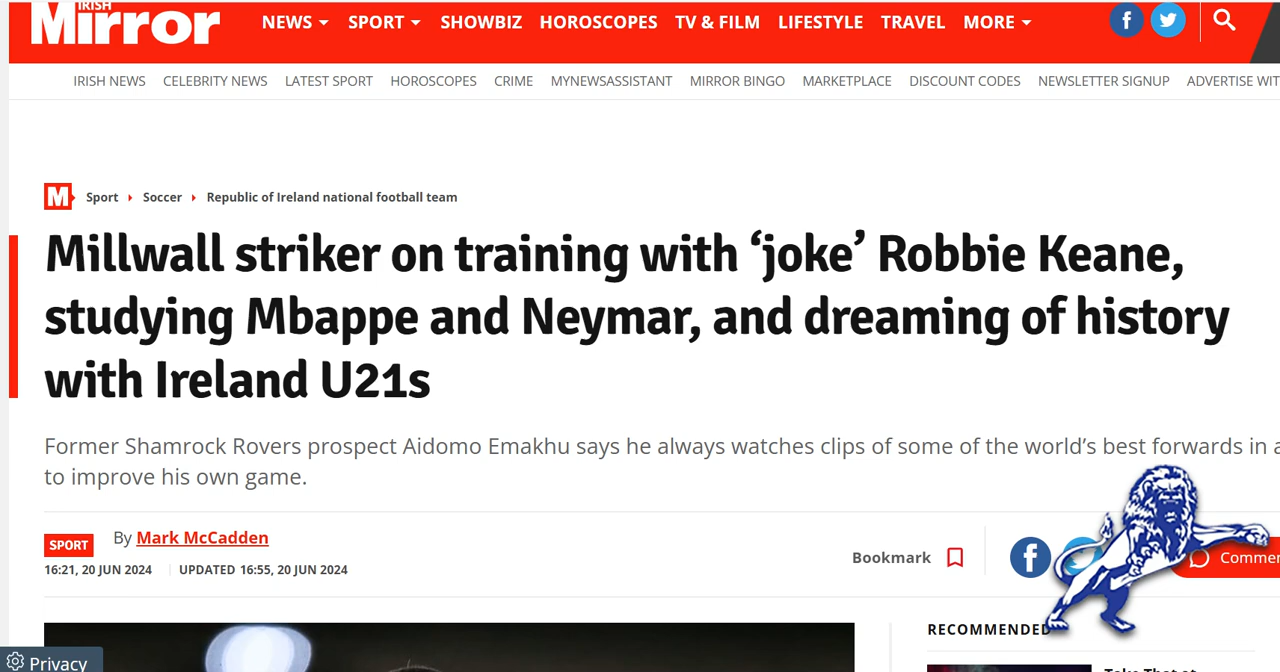 IRISH
Mirror
NEWS SPORT SHOWBIZ HOROSCOPES TV & FILM LIFESTYLE TRAVEL MORE
IRISH NEWS CELEBRITY NEWS LATEST SPORT HOROSCOPES CRIME MYNEWSASSISTANT MIRROR BINGO MARKETPLACE DISCOUNT CODES NEWSLETTER SIGNUP ADVERTISE WIT
M Sport Soccer Republic of Ireland national football team
Millwall striker on training with ‘joke’ Robbie Keane,
studying Mbappe and Neymar, and dreaming of history
with Ireland U21s
Former Shamrock Rovers prospect Aidomo Emakhu says he always watches clips of some of the world’s best forwards in a
to improve his own game.
SPORT By Mark McCadden
16:21, 20 JUN 2024 UPDATED 16:55, 20 JUN 2024
Bookmark
Commen
RECOMMENDED
Privacy